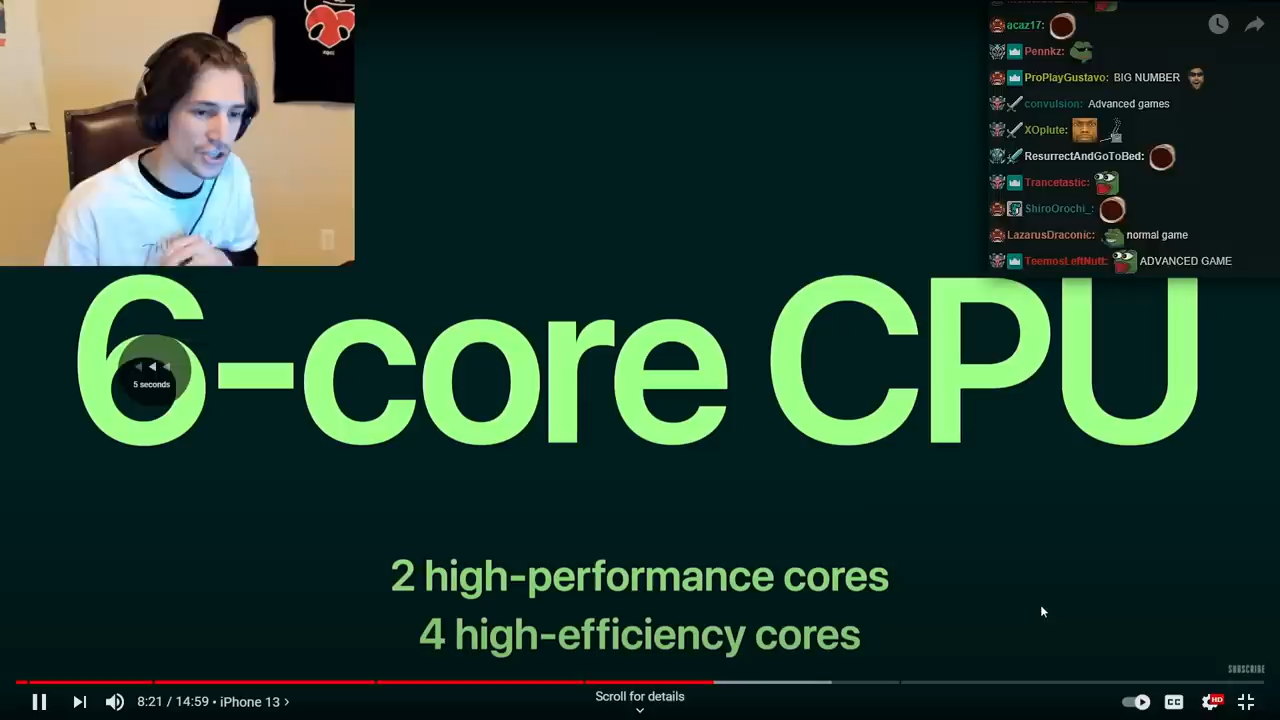 acaz17:
Pennkz:
ProPlayGustavo: BIG NUMBER
convulsion: Advanced games
XOplute:
ResurrectAndGoToBed:
Trancetastic:
ShiroOrochi_:
LazarusDraconic: normal game
TeemosLeftNutt: ADVANCED GAME
6-core CPU
5 seconds
2 high-performance cores
4 high-efficiency cores
SUBSCRIBE
8:21 / 14:59 • iPhone 13 >
Scroll for details
CC
HD